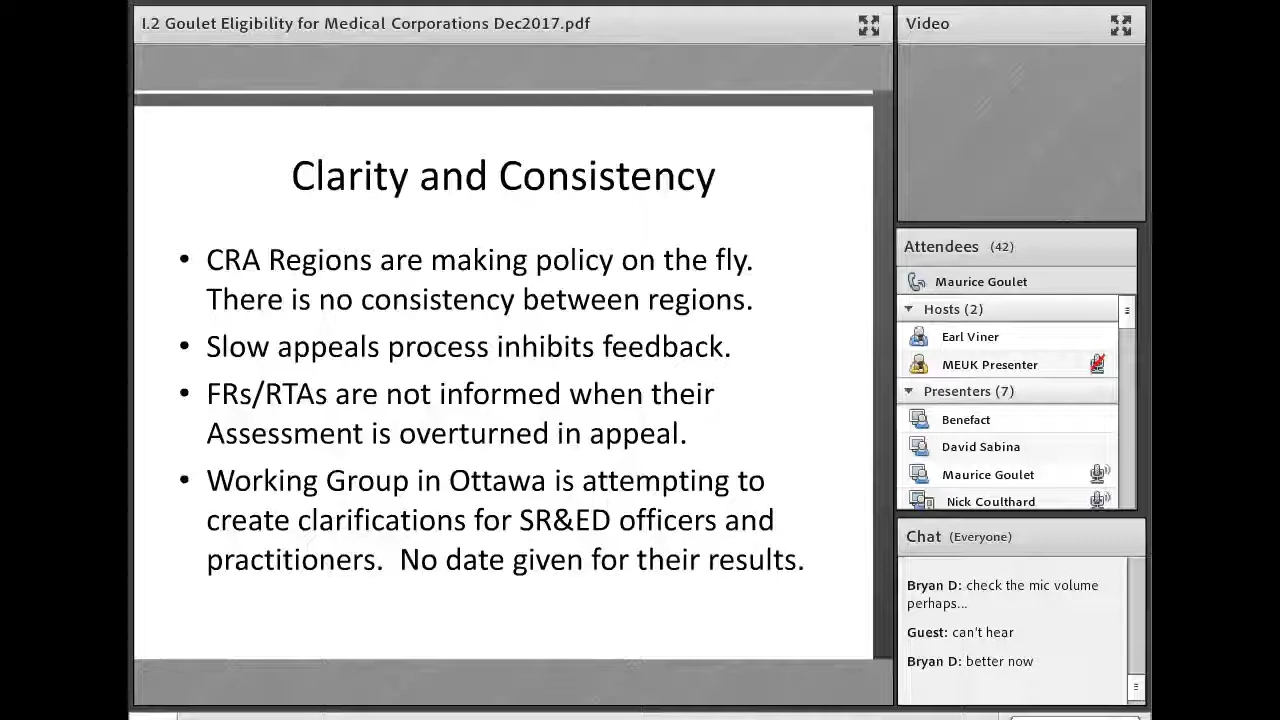 I.2 Goulet Eligibility for Medical Corporations Dec2017.pdf
Clarity and Consistency
• CRA Regions are making policy on the fly.
There is no consistency between regions.
• Slow appeals process inhibits feedback.
• FRs/RTAs are not informed when their
Assessment is overturned in appeal.
• Working Group in Ottawa is attempting to
create clarifications for SR&ED officers and
practitioners.  No date given for their results.
Video
Attendees (42)
Maurice Goulet
Hosts (2)
Earl Viner
MEUK Presenter
Presenters (7)
Benefact
David Sabina
Maurice Goulet
Nick Coulthard
Chat (Everyone)
Bryan D: check the mic volume
perhaps...
Guest: can't hear
Bryan D: better now